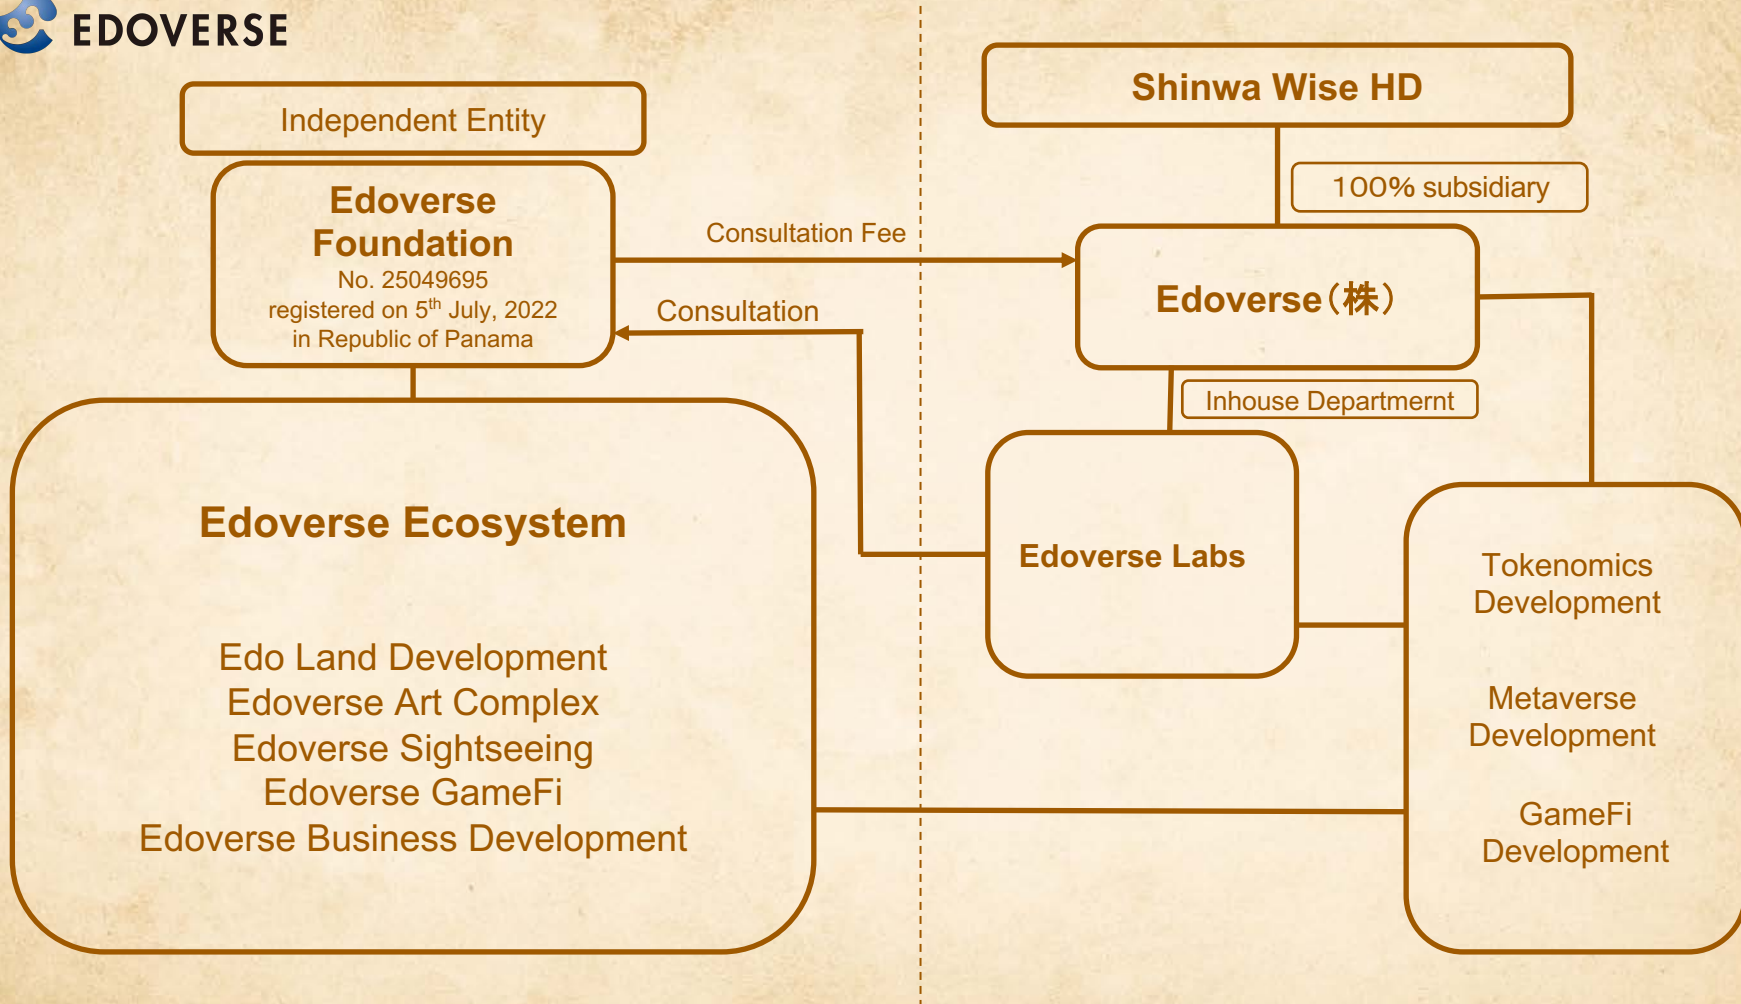 EDOVERSE
Independent Entity
Edoverse
Foundation
No. 25049695
registered on 5th July, 2022
in Republic of Panama
Consultation Fee
Consultation
Shinwa Wise HD
100% subsidiary
Edoverse（株）
Inhouse Departmernt
Edoverse Labs
Edoverse Ecosystem
Edo Land Development
Edoverse Art Complex
Edoverse Sightseeing
Edoverse GameFi
Edoverse Business Development
Tokenomics
Development
Metaverse
Development
GameFi
Development